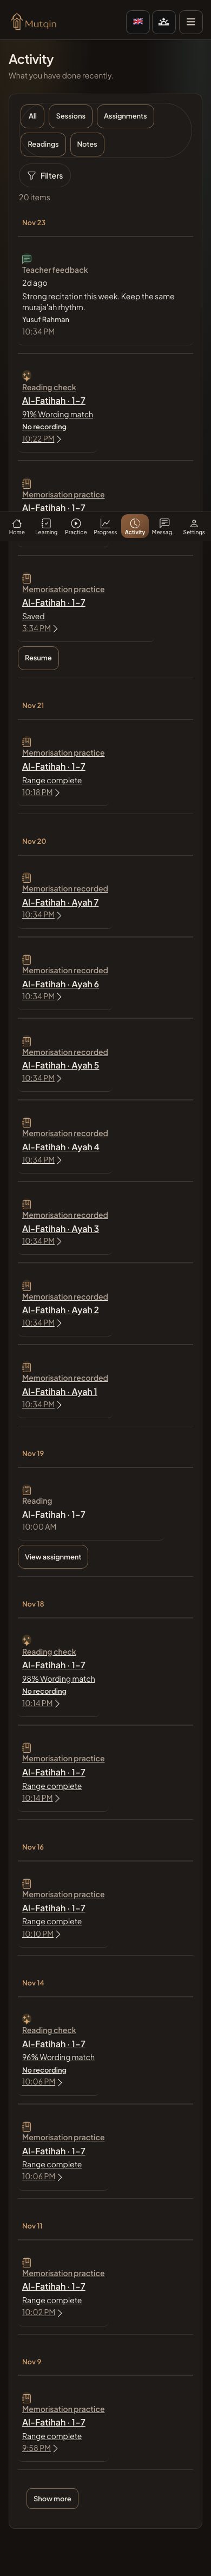 Mutqin
Activity
What you have done recently.
All
Sessions
Assignments
Readings
Notes
Filters
20 items
Nov 23
Teacher feedback
2d ago
Strong recitation this week. Keep the same
muraja'ah rhythm.
Yusuf Rahman
10:34 PM
Reading check
Al-Fatihah · 1–7
91% Wording match
No recording
10:22 PM
Memorisation practice
Al-Fatihah · 1–7
Home
Learning
Practice
Progress
Activity
Messag...
Settings
Memorisation practice
Al-Fatihah · 1–7
Saved
3:34 PM
Resume
Nov 21
Memorisation practice
Al-Fatihah · 1–7
Range complete
10:18 PM
Nov 20
Memorisation recorded
Al-Fatihah · Ayah 7
10:34 PM
Memorisation recorded
Al-Fatihah · Ayah 6
10:34 PM
Memorisation recorded
Al-Fatihah · Ayah 5
10:34 PM
Memorisation recorded
Al-Fatihah · Ayah 4
10:34 PM
Memorisation recorded
Al-Fatihah · Ayah 3
10:34 PM
Memorisation recorded
Al-Fatihah · Ayah 2
10:34 PM
Memorisation recorded
Al-Fatihah · Ayah 1
10:34 PM
Nov 19
Reading
Al-Fatihah · 1–7
10:00 AM
View assignment
Nov 18
Reading check
Al-Fatihah · 1–7
98% Wording match
No recording
10:14 PM
Memorisation practice
Al-Fatihah · 1–7
Range complete
10:14 PM
Nov 16
Memorisation practice
Al-Fatihah · 1–7
Range complete
10:10 PM
Nov 14
Reading check
Al-Fatihah · 1–7
96% Wording match
No recording
10:06 PM
Memorisation practice
Al-Fatihah · 1–7
Range complete
10:06 PM
Nov 11
Memorisation practice
Al-Fatihah · 1–7
Range complete
10:02 PM
Nov 9
Memorisation practice
Al-Fatihah · 1–7
Range complete
9:58 PM
Show more